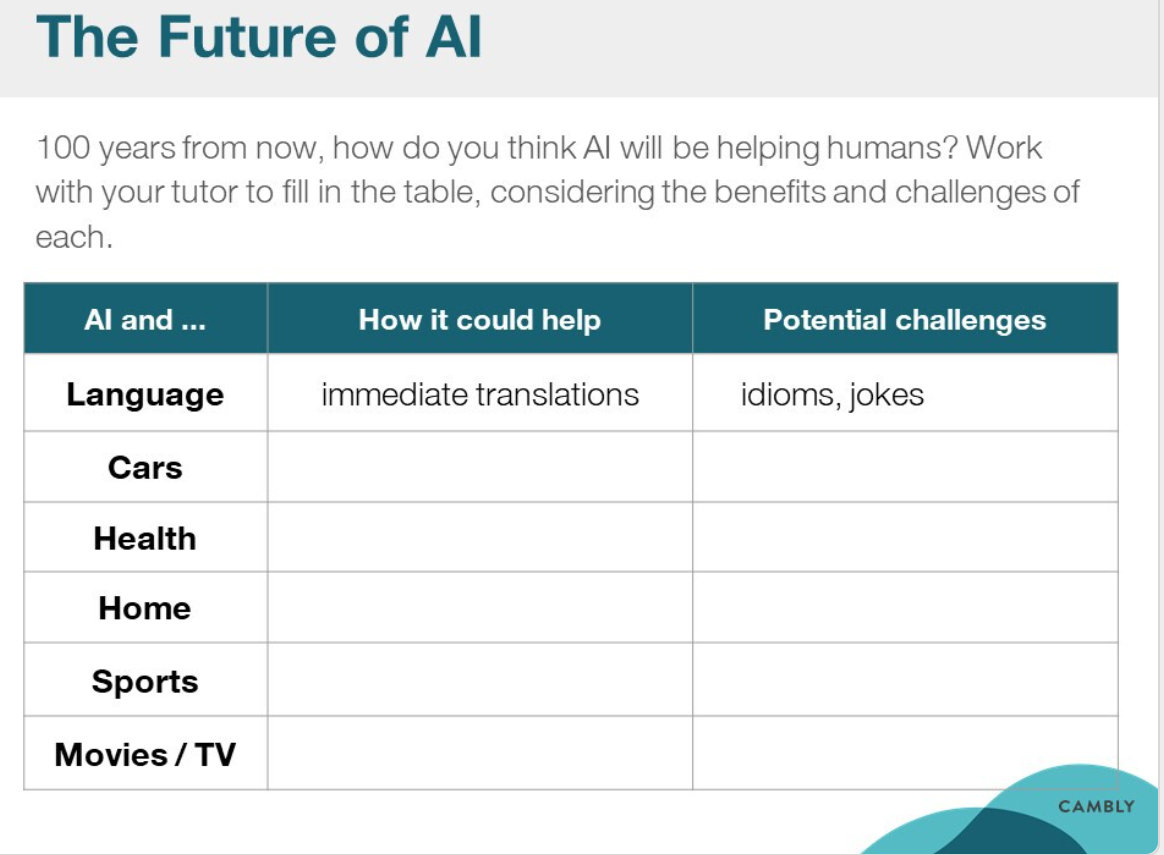 The Future of AI
100 years from now, how do you think AI will be helping humans? Work
with your tutor to fill in the table, considering the benefits and challenges of
each.
AI and ... How it could help Potential challenges
Language immediate translations idioms, jokes
Cars
Health
Home
Sports
Movies / TV
CAMBLY